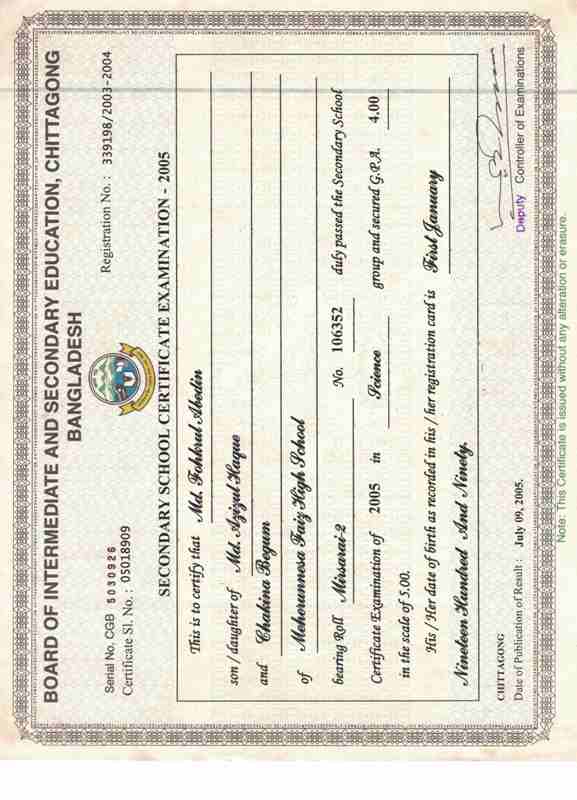 BOARD OF INTERMEDIATE AND SECONDARY EDUCATION, CHITTAGONG
BANGLADESH
Serial No. CGB 5090926
Certificate Sl. No. : 05018909
Registration No. : 339198/2003-2004
SECONDARY SCHOOL CERTIFICATE EXAMINATION - 2005
This is to certify that Md. Fokhrul Abedin
son / daughter of Md. Azizul Haque
and Chakina Begum
of Meherunnesa Faiz High School
bearing Roll Mirsarai-2 No. 106352 duly passed the Secondary School
Certificate Examination of 2005 in Science group and secured G.P.A. 4.00
in the scale of 5.00.
His / Her date of birth as recorded in his / her registration card is First January
Nineteen Hundred And Ninety.
CHITTAGONG
Date of Publication of Result : July 09, 2005.
Deputy Controller of Examinations
Note: This Certificate is issued without any alteration or erasure.